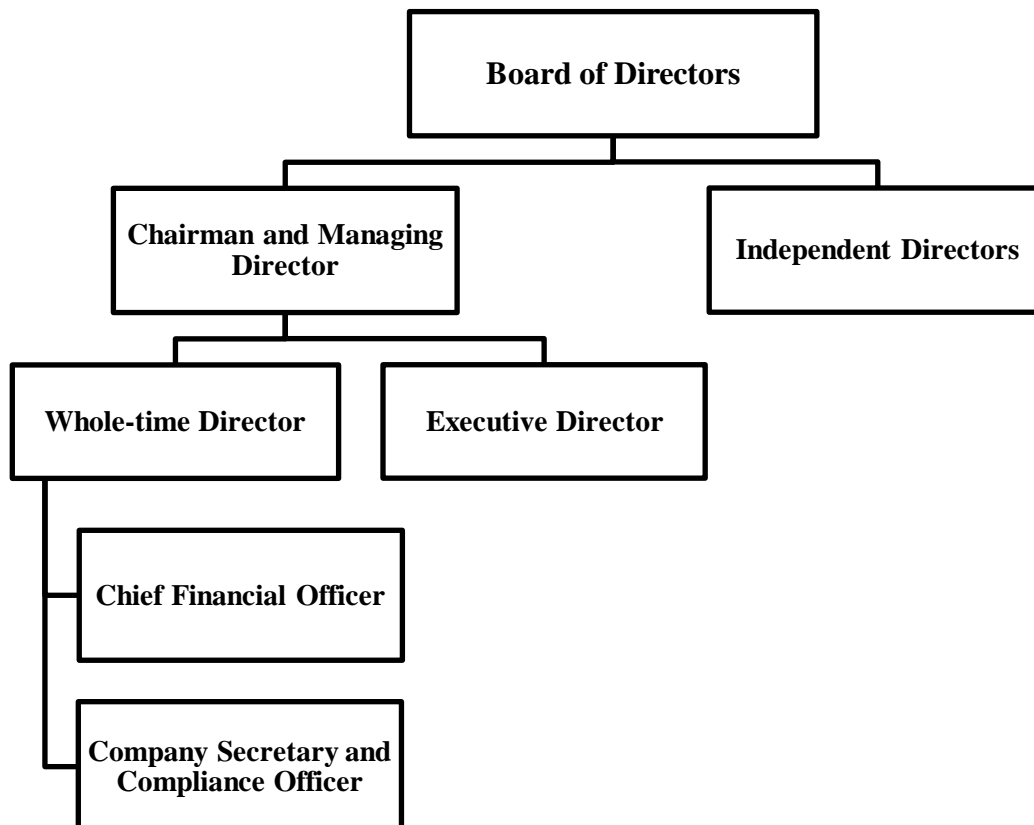 Board of Directors
Chairman and Managing
Director
Independent Directors
Whole-time Director
Executive Director
Chief Financial Officer
Company Secretary and
Compliance Officer